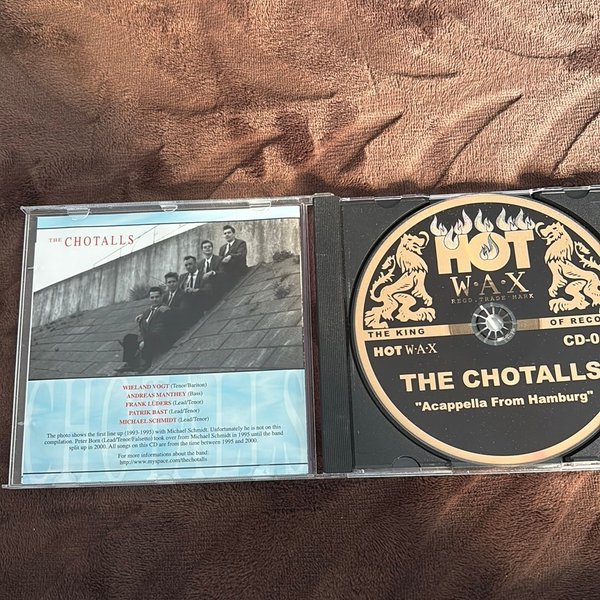 THE CHOTALLS
WIELAND VOGT (Tenor/Bariton)
ANDREAS MANTHEY (Bass)
FRANK LÜDERS (Lead/Tenor)
PATRIK BAST (Lead/Tenor)
MICHAEL SCHMIDT (Lead/Tenor)
The photo shows the first line up (1993-1995) with Michael Schmidt. Unfortunately he is not on this
compilation. Peter Born (Lead/Tenor/Falsetto) took over from Michael Schmidt in 1995 until the band
split up in 2000. All songs on this CD are from the time between 1995 and 2000.
For more informations about the band:
http://www.myspace.com/thechotalls
HOT
W·A·X
REGD. TRADE MARK
THE KING
OF RECO
HOT W·A·X
CD-0
THE CHOTALLS
"Acappella From Hamburg"